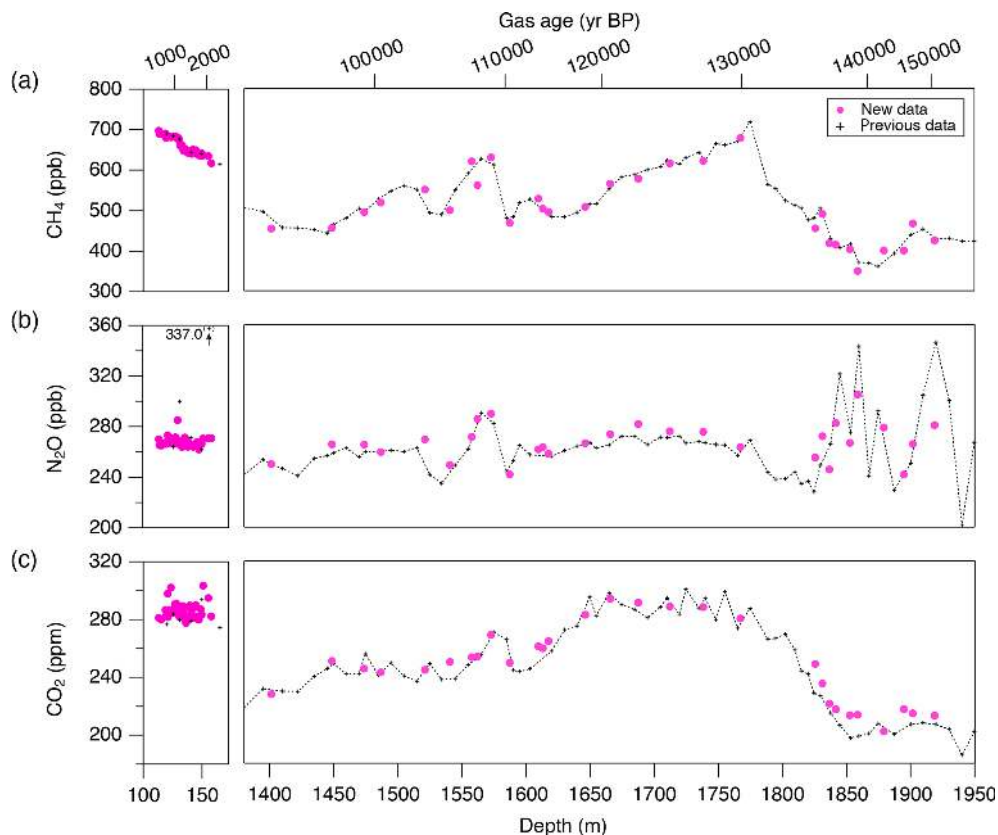 Gas age (yr BP)
1000 2000 100000 110000 120000 130000 140000 150000
(a)
800
700
600
500
400
300
CH₄ (ppb)
New data
Previous data
(b)
360
320
280
240
200
N₂O (ppb)
337.0
(c)
320
280
240
200
CO₂ (ppm)
100 150 1400 1450 1500 1550 1600 1650 1700 1750 1800 1850 1900 1950
Depth (m)